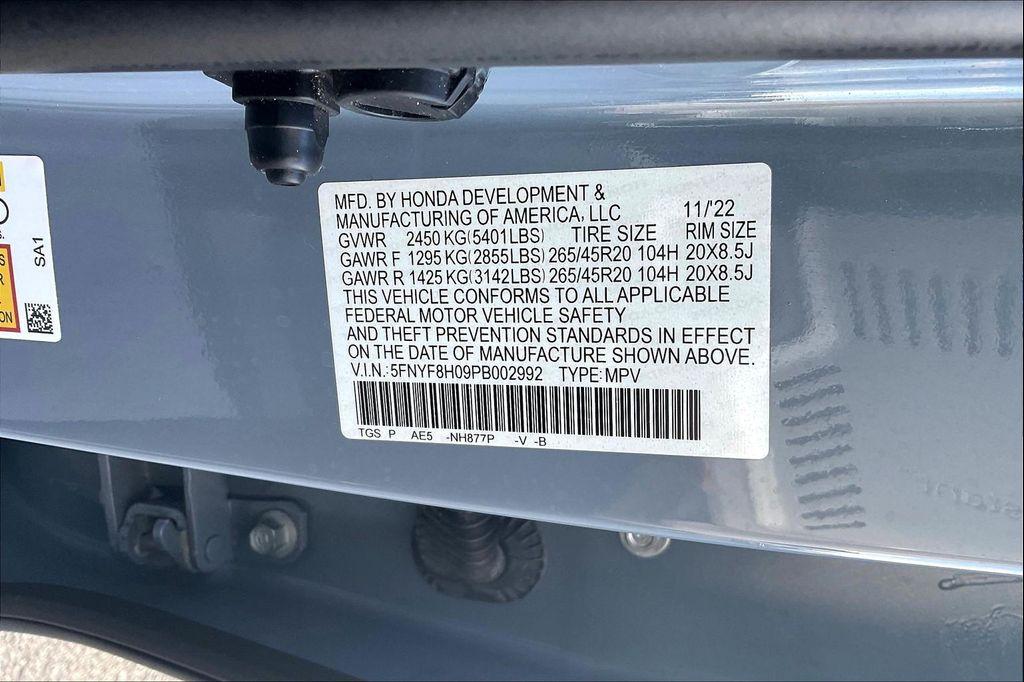 MFD. BY HONDA DEVELOPMENT &
MANUFACTURING OF AMERICA, LLC 11/'22
GVWR 2450 KG(5401LBS) TIRE SIZE RIM SIZE
GAWR F 1295 KG(2855LBS) 265/45R20 104H 20X8.5J
GAWR R 1425 KG(3142LBS) 265/45R20 104H 20X8.5J
THIS VEHICLE CONFORMS TO ALL APPLICABLE
FEDERAL MOTOR VEHICLE SAFETY
AND THEFT PREVENTION STANDARDS IN EFFECT
ON THE DATE OF MANUFACTURE SHOWN ABOVE.
V.I.N.:5FNYF8H09PB002992 TYPE:MPV
TGS P AE5 -NH877P -V -B
SA1